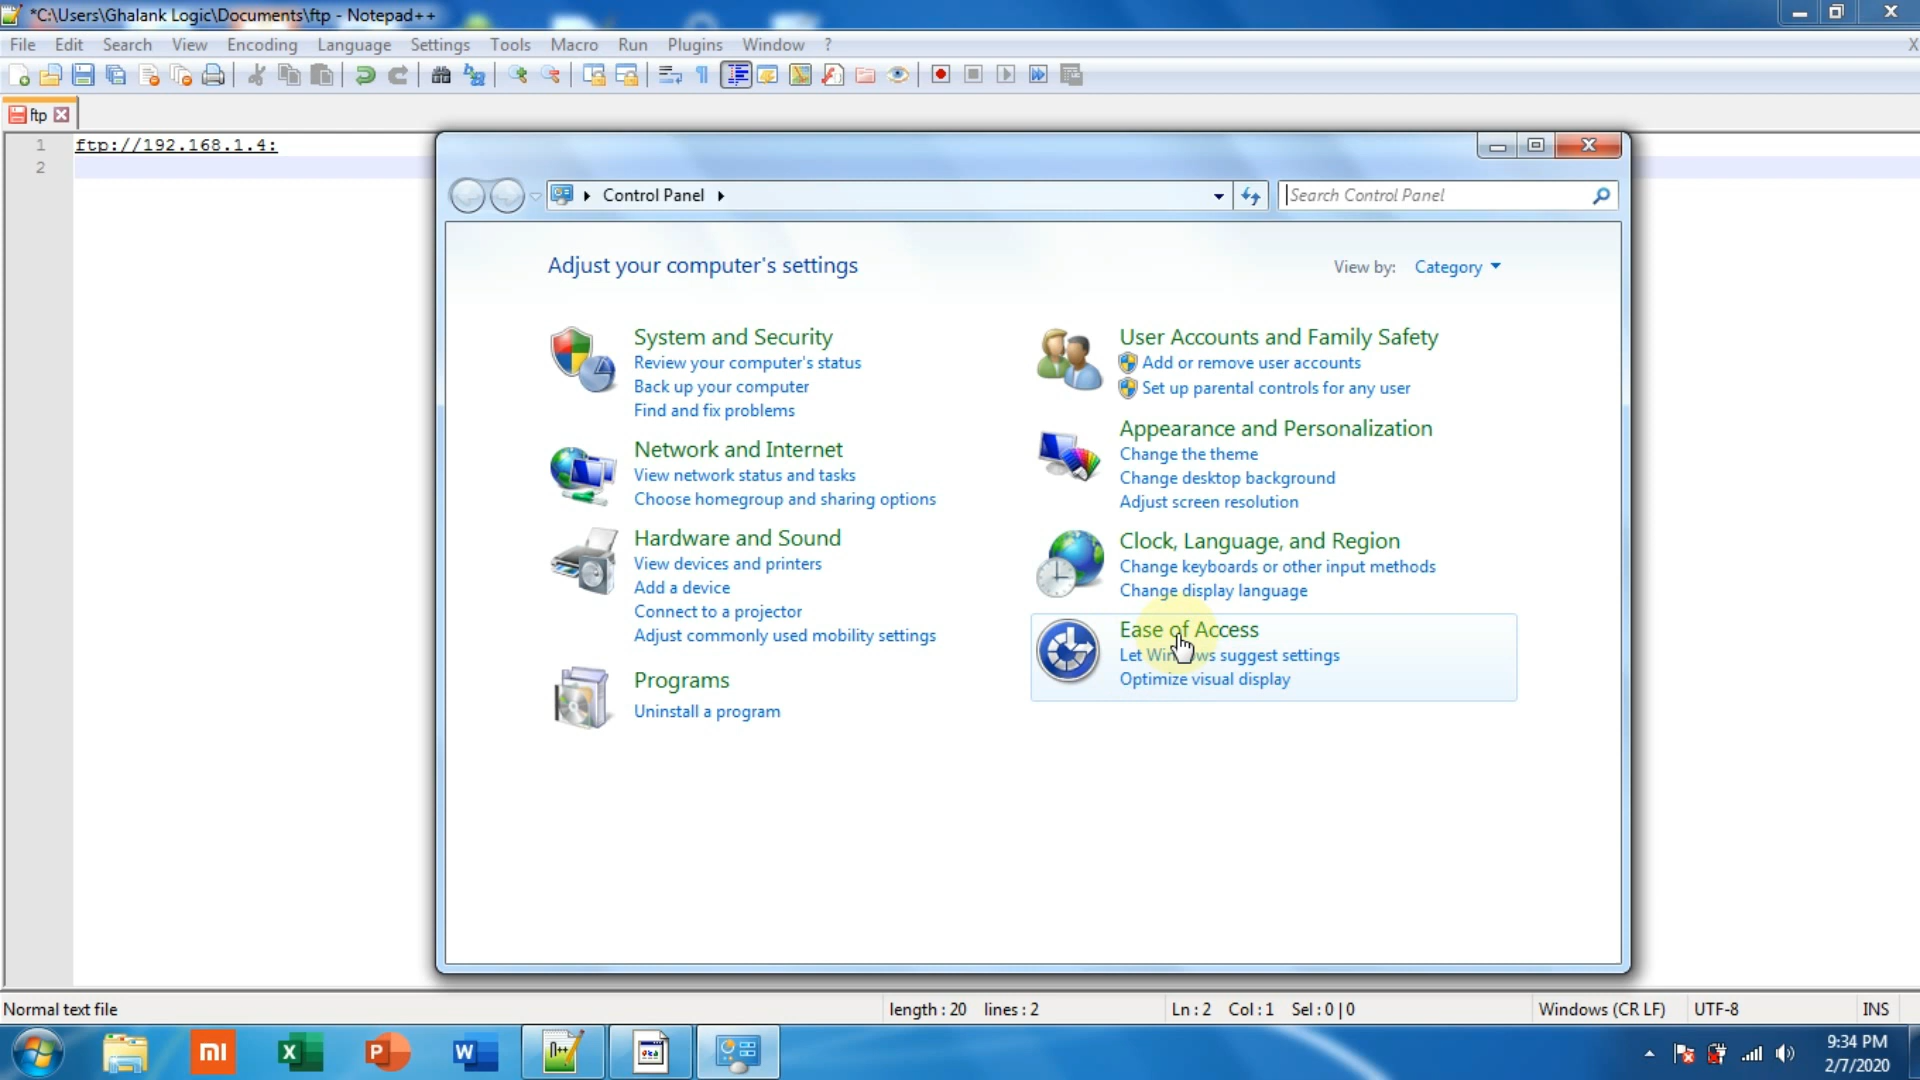 *C:\Users\Ghalank Logic\Documents\ftp - Notepad++
File Edit Search View Encoding Language Settings Tools Macro Run Plugins Window ?
X
ftp
1 ftp://192.168.1.4:
2
Control Panel
Search Control Panel
Adjust your computer's settings
View by: Category
System and Security
Review your computer's status
Back up your computer
Find and fix problems
Network and Internet
View network status and tasks
Choose homegroup and sharing options
Hardware and Sound
View devices and printers
Add a device
Connect to a projector
Adjust commonly used mobility settings
Programs
Uninstall a program
User Accounts and Family Safety
Add or remove user accounts
Set up parental controls for any user
Appearance and Personalization
Change the theme
Change desktop background
Adjust screen resolution
Clock, Language, and Region
Change keyboards or other input methods
Change display language
Ease of Access
Let Windows suggest settings
Optimize visual display
Normal text file length : 20 lines : 2 Ln : 2 Col : 1 Sel : 0 | 0 Windows (CR LF) UTF-8 INS
mi X P W n++
9:34 PM
2/7/2020